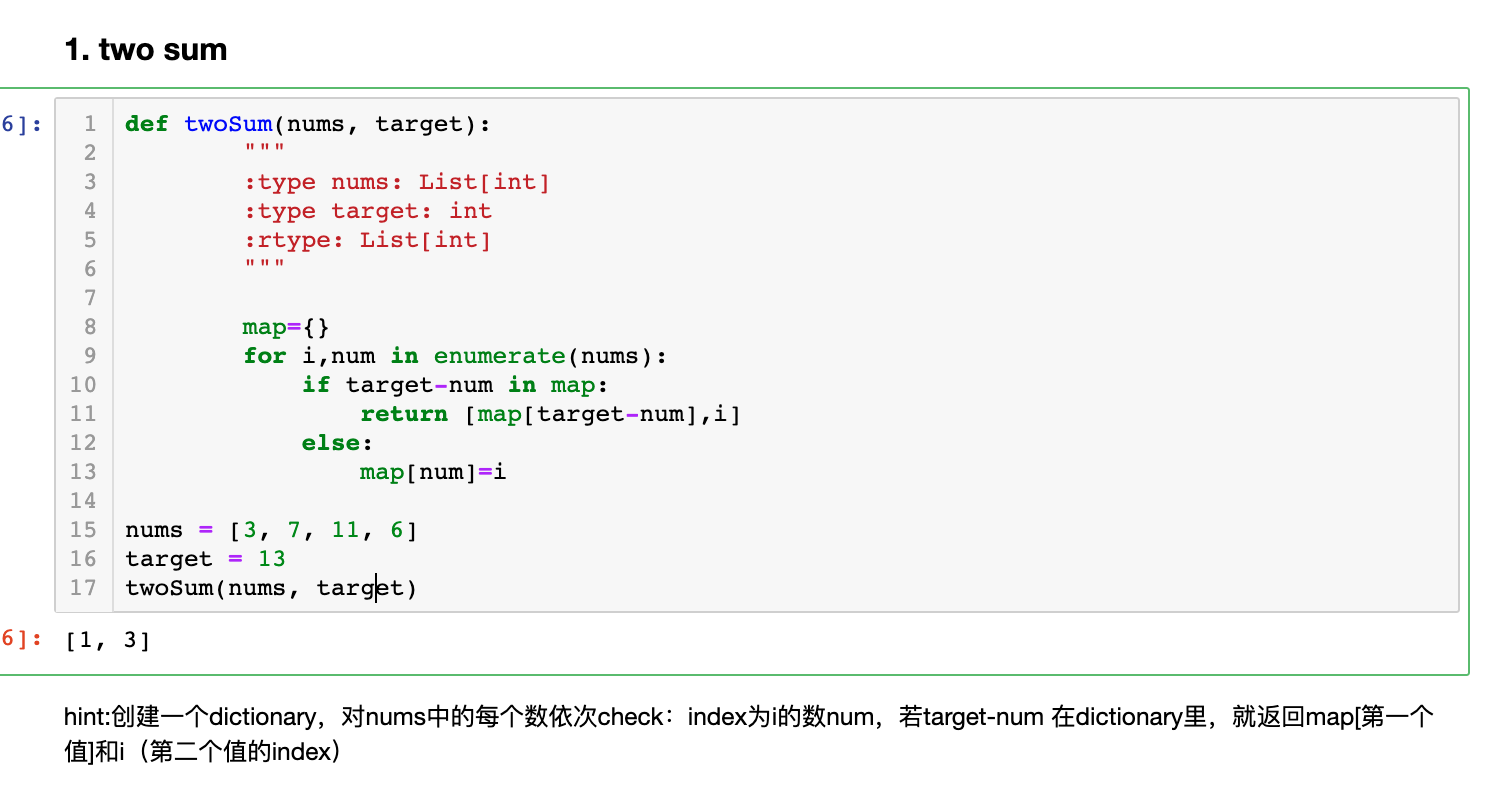 1. two sum
6]:
1 def twoSum(nums, target):
2 """
3 :type nums: List[int]
4 :type target: int
5 :rtype: List[int]
6 """
7
8 map={}
9 for i,num in enumerate(nums):
10 if target-num in map:
11 return [map[target-num],i]
12 else:
13 map[num]=i
14
15 nums = [3, 7, 11, 6]
16 target = 13
17 twoSum(nums, target)
6]: [1, 3]
hint:创建一个dictionary，对nums中的每个数依次check：index为i的数num，若target-num 在dictionary里，就返回map[第一个
值]和i（第二个值的index）